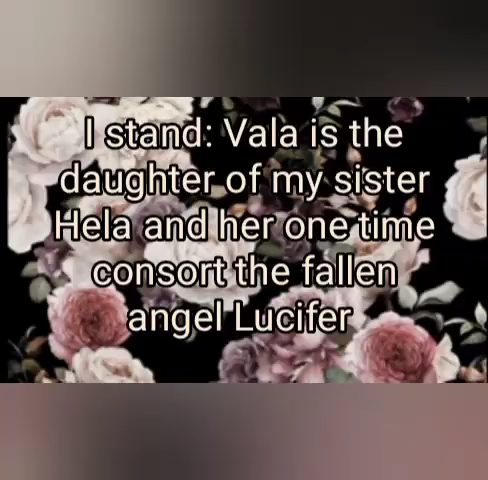 I stand: Vala is the
daughter of my sister
Hela and her one time
consort the fallen
angel Lucifer